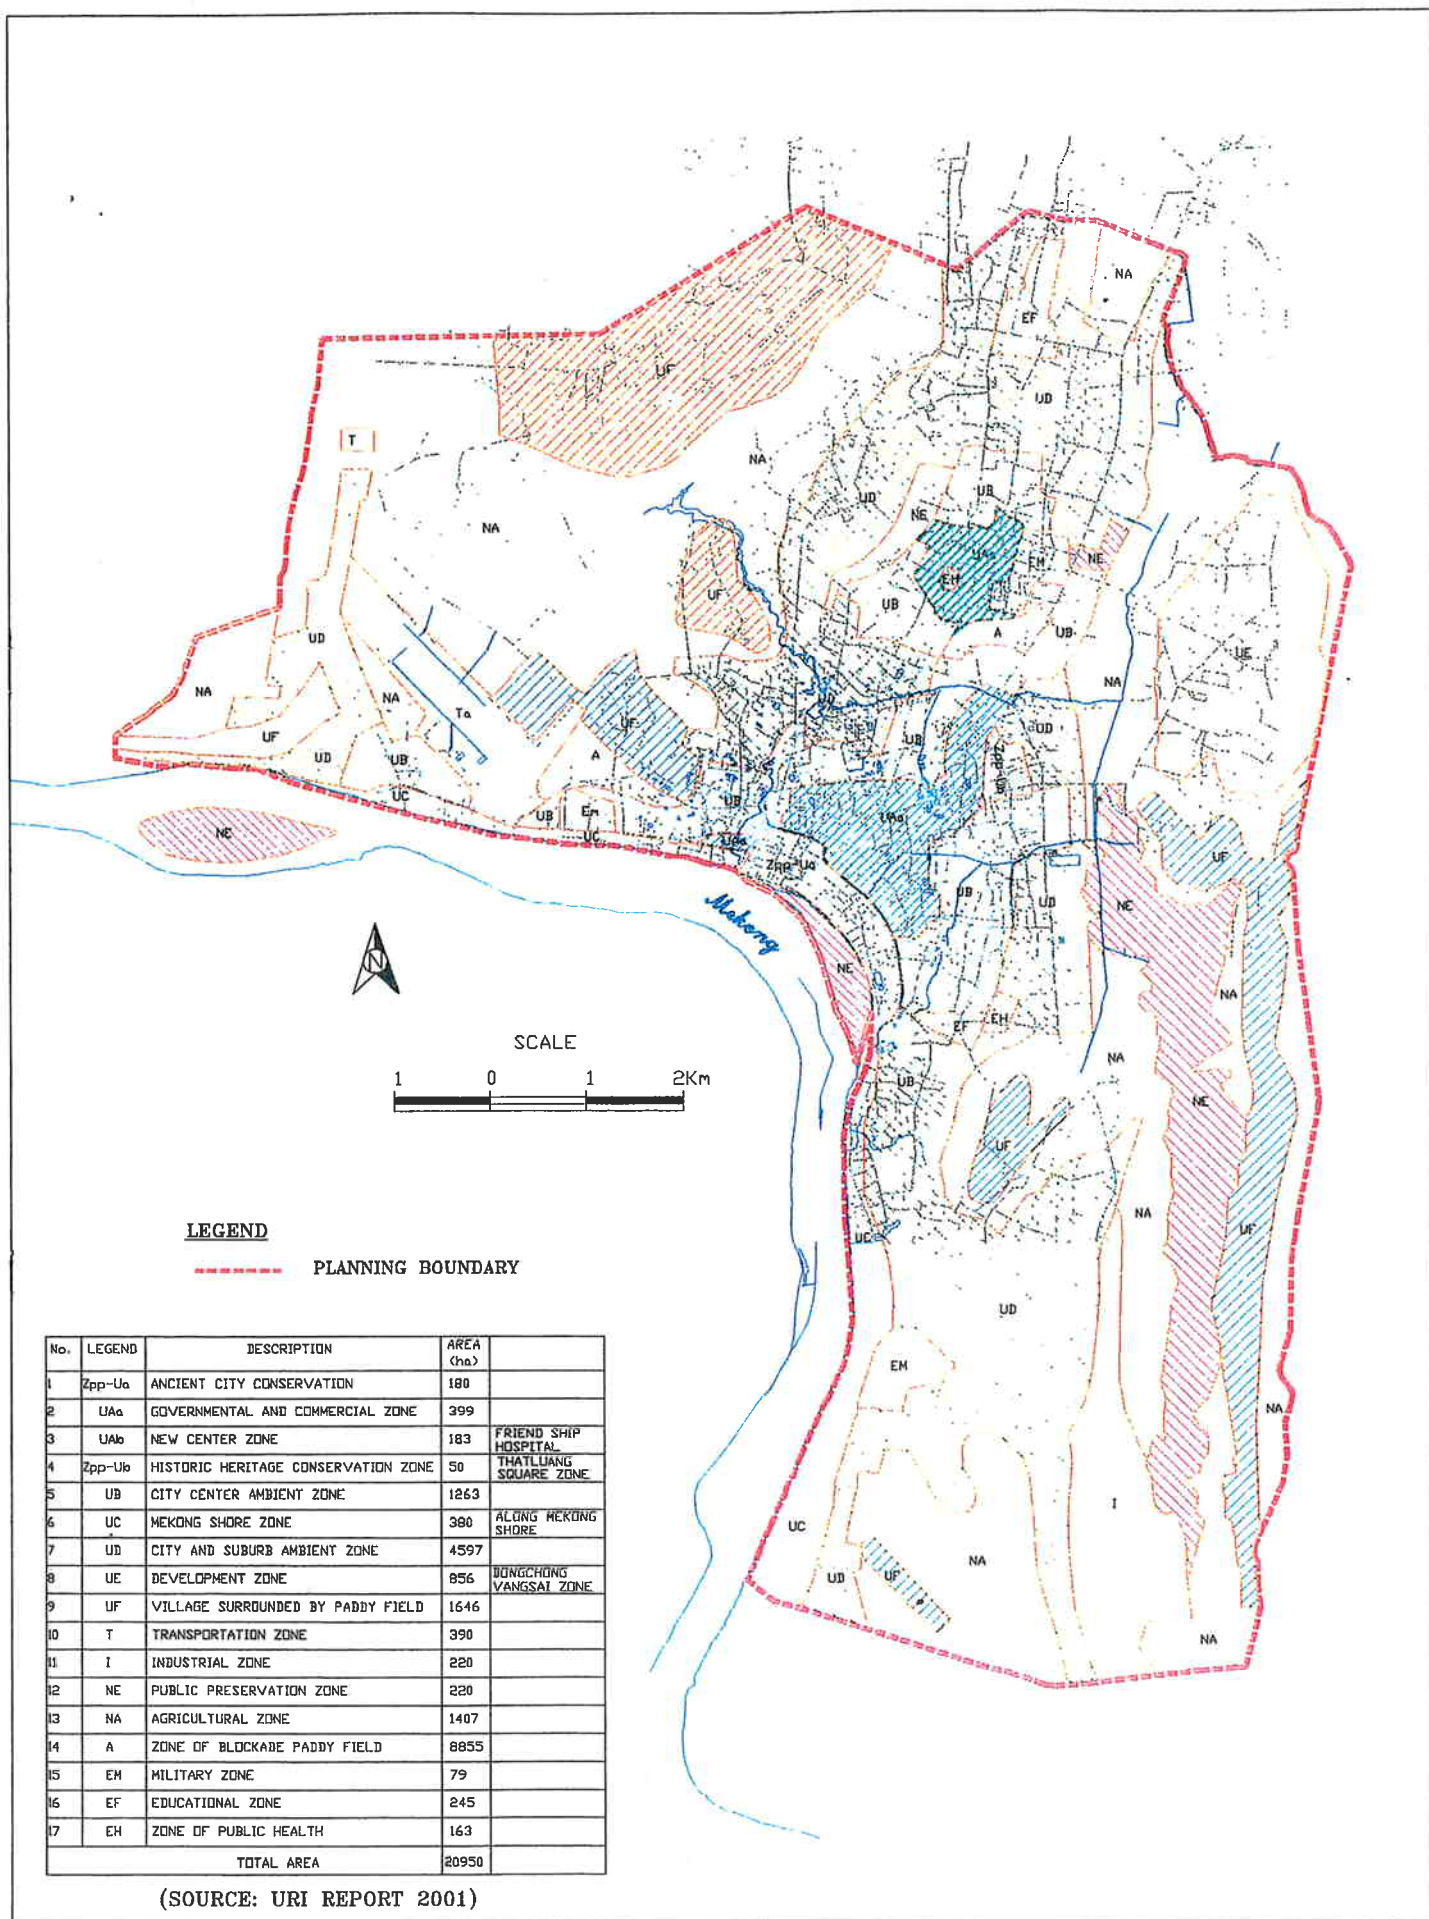 NA
EF
UF
UD
T
NA
UD
UB
NE
NA
UAb
EM
NE
EH
UF
UB
A
UB
UD
UE
NA
NA
NA
Ta
UD
UF
UD
UF
UB
Zpp-Ub
A
UD
UB
UC
UB
UB
Em
UAa
UC
UAa
NE
Zpp-Ua
UF
UB
UD
NE
Mekong
N
NE
NA
EF
EH
NA
SCALE
1 0 1 2Km
UB
NE
UF
NA
UF
UC
LEGEND
PLANNING BOUNDARY
UD
EM
NA
I
UC
NA
UD
UF
NA
No. LEGEND DESCRIPTION AREA (ha)
1 Zpp-Ua ANCIENT CITY CONSERVATION 180
2 UAa GOVERNMENTAL AND COMMERCIAL ZONE 399
3 UAb NEW CENTER ZONE 183 FRIEND SHIP HOSPITAL
4 Zpp-Ub HISTORIC HERITAGE CONSERVATION ZONE 50 THATLUANG SQUARE ZONE
5 UB CITY CENTER AMBIENT ZONE 1263
6 UC MEKONG SHORE ZONE 380 ALONG MEKONG SHORE
7 UD CITY AND SUBURB AMBIENT ZONE 4597
8 UE DEVELOPMENT ZONE 856 DONGCHONG VANGSAI ZONE
9 UF VILLAGE SURROUNDED BY PADDY FIELD 1646
10 T TRANSPORTATION ZONE 390
11 I INDUSTRIAL ZONE 220
12 NE PUBLIC PRESERVATION ZONE 220
13 NA AGRICULTURAL ZONE 1407
14 A ZONE OF BLOCKADE PADDY FIELD 8855
15 EM MILITARY ZONE 79
16 EF EDUCATIONAL ZONE 245
17 EH ZONE OF PUBLIC HEALTH 163
TOTAL AREA 20950
(SOURCE: URI REPORT 2001)